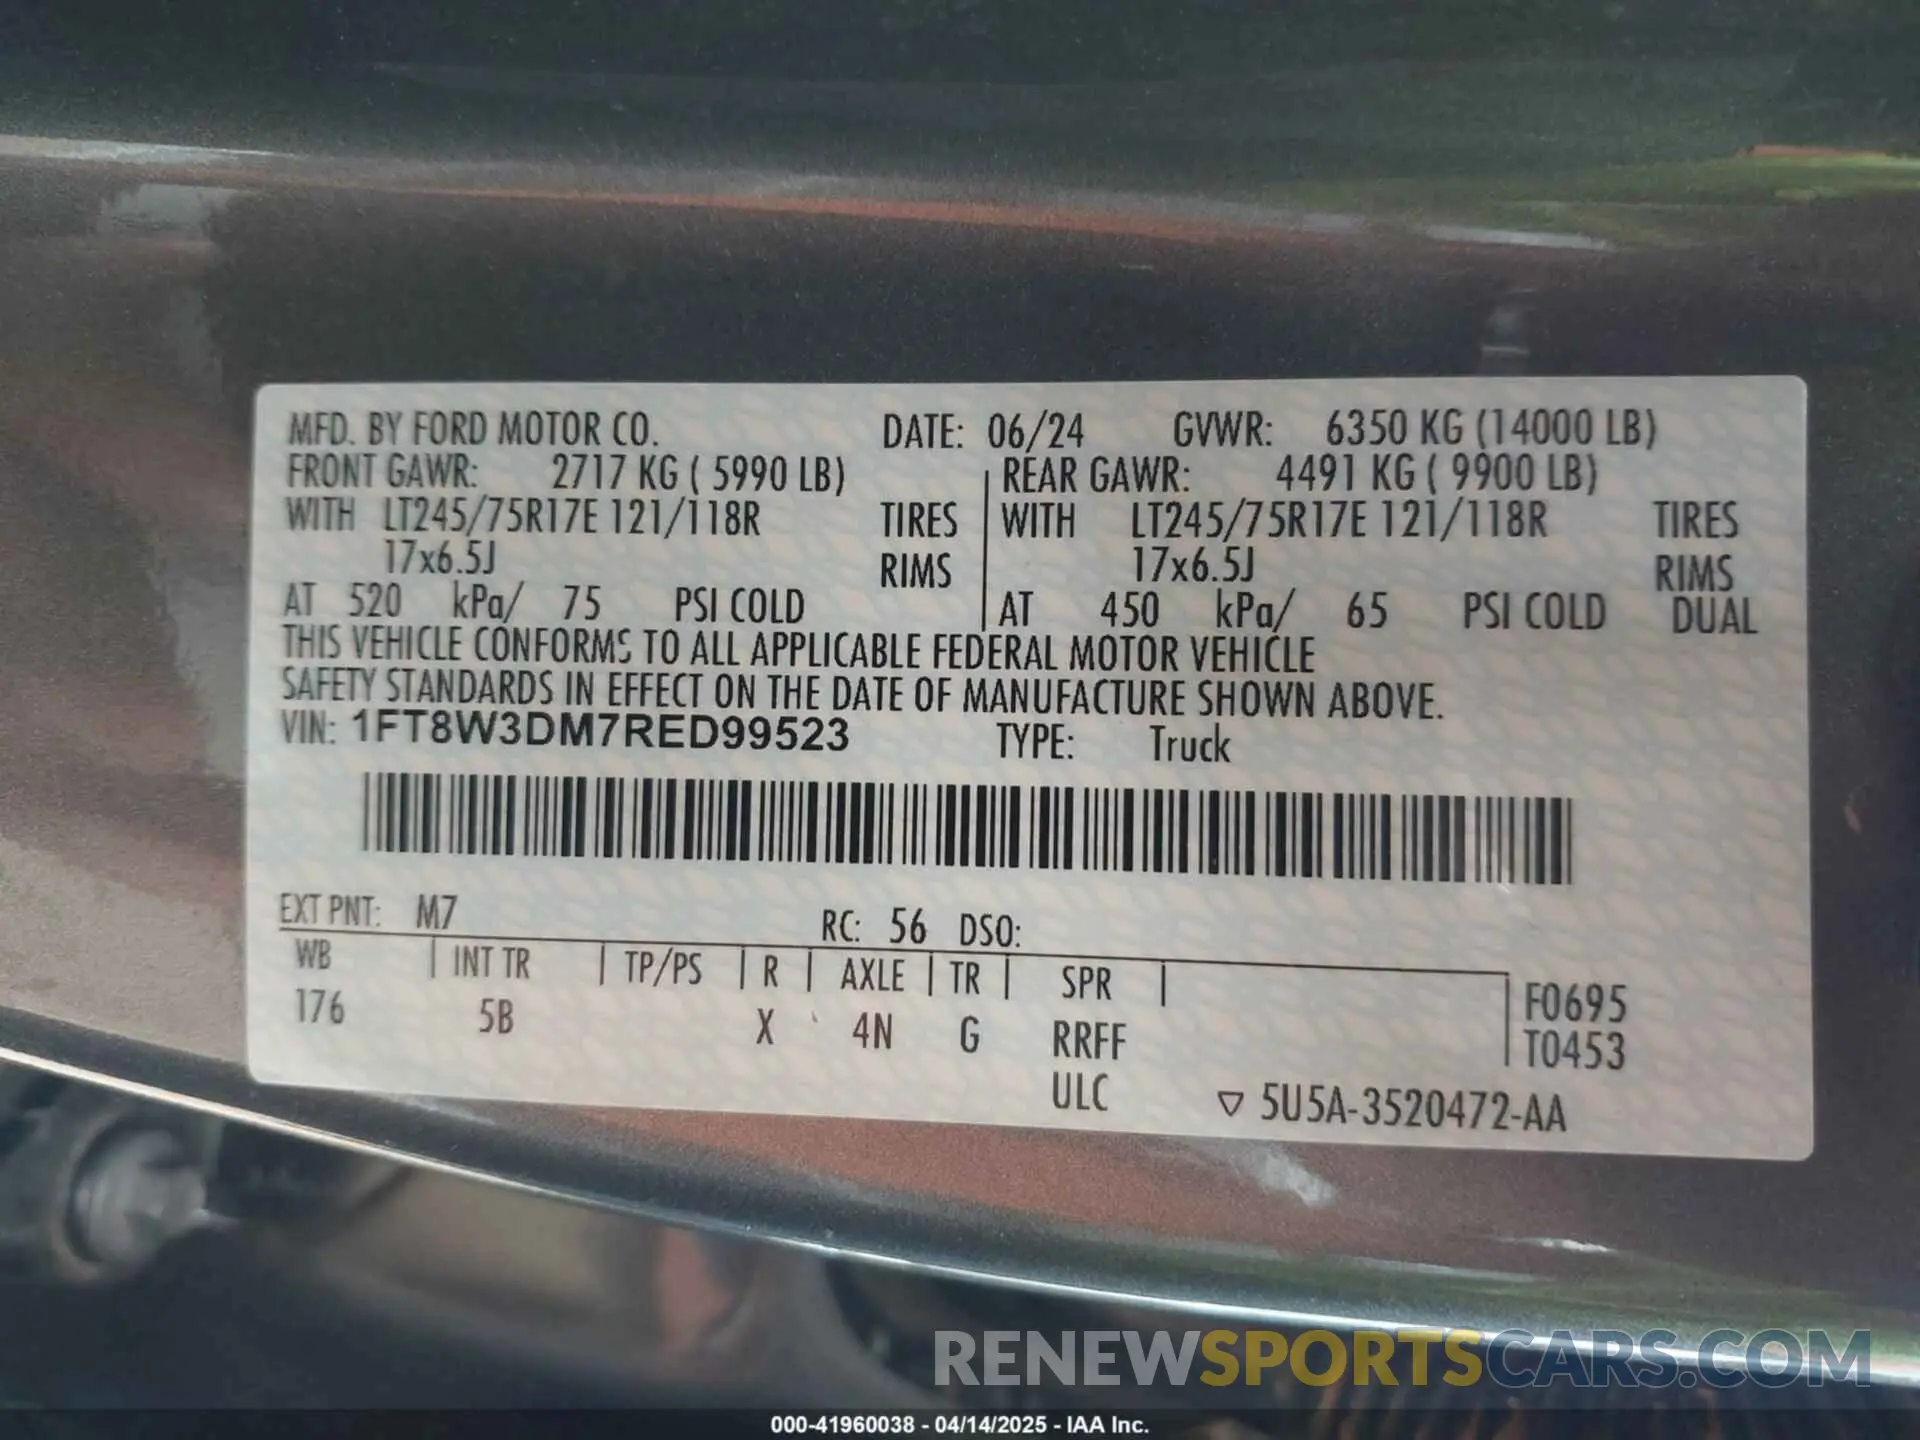 MFD. BY FORD MOTOR CO. DATE: 06/24 GVWR: 6350 KG (14000 LB)
FRONT GAWR: 2717 KG ( 5990 LB) REAR GAWR: 4491 KG ( 9900 LB)
WITH LT245/75R17E 121/118R TIRES WITH LT245/75R17E 121/118R TIRES
17x6.5J RIMS 17x6.5J RIMS
AT 520 kPa/ 75 PSI COLD AT 450 kPa/ 65 PSI COLD DUAL
THIS VEHICLE CONFORMS TO ALL APPLICABLE FEDERAL MOTOR VEHICLE
SAFETY STANDARDS IN EFFECT ON THE DATE OF MANUFACTURE SHOWN ABOVE.
VIN: 1FT8W3DM7RED99523 TYPE: Truck
EXT PNT: M7 RC: 56 DSO:
WB INT TR TP/PS R AXLE TR SPR F0695
176 5B X 4N G RRFF T0453
ULC ▽ 5U5A-3520472-AA
RENEWSPORTSCARS.COM
000-41960038 - 04/14/2025 - IAA Inc.